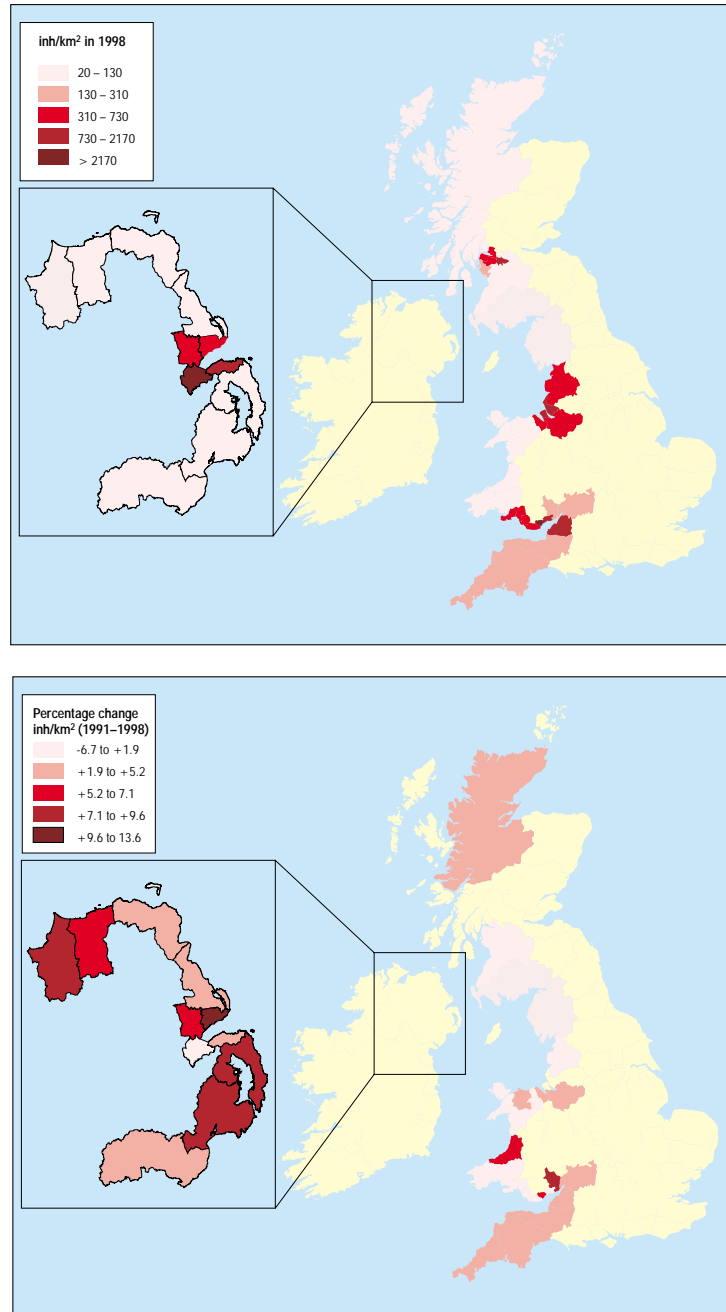 inh/km² in 1998
20 – 130
130 – 310
310 – 730
730 – 2170
> 2170
Percentage change
inh/km² (1991–1998)
-6.7 to +1.9
+1.9 to +5.2
+5.2 to 7.1
+7.1 to +9.6
+9.6 to 13.6